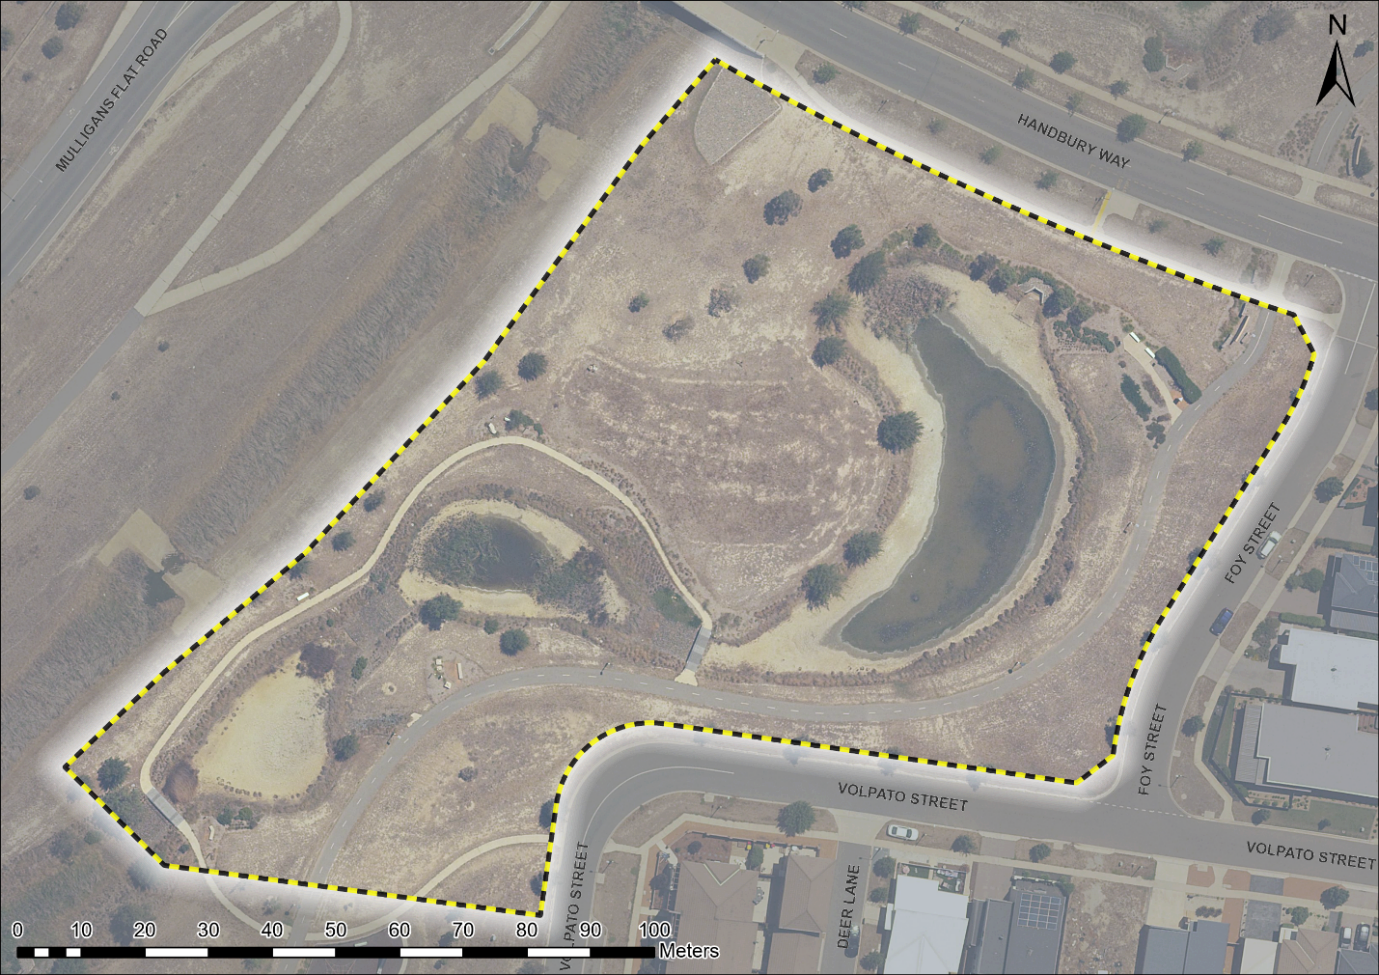 N
MULLIGANS FLAT ROAD
HANDBURY WAY
FOY STREET
FOY STREET
VOLPATO STREET
VOLPATO STREET
VOLPATO STREET
DEER LANE
0 10 20 30 40 50 60 70 80 90 100
Meters